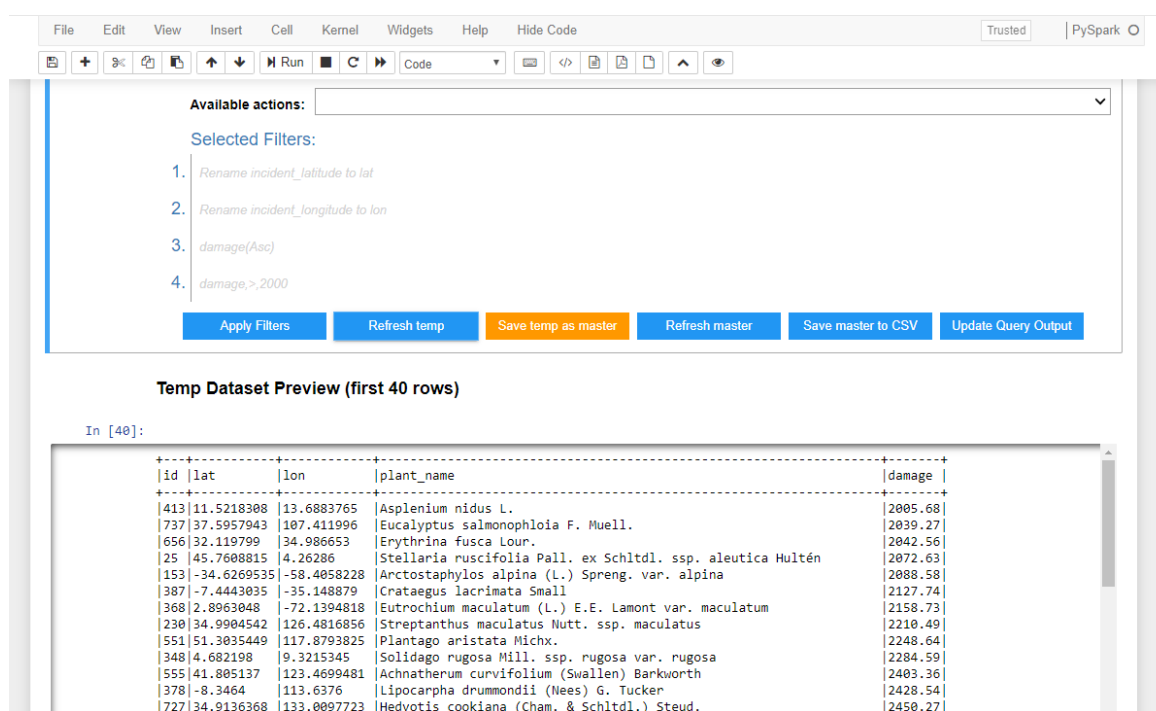 File Edit View Insert Cell Kernel Widgets Help Hide Code Trusted PySpark
Run Code
Available actions:
Selected Filters:
1. Rename incident_latitude to lat
2. Rename incident_longitude to lon
3. damage(Asc)
4. damage,>,2000
Apply Filters Refresh temp Save temp as master Refresh master Save master to CSV Update Query Output
Temp Dataset Preview (first 40 rows)
In [40]:
+---+-----------+------------+--------------------------------------------------------------------+-------+
|id |lat |lon |plant_name |damage |
+---+-----------+------------+--------------------------------------------------------------------+-------+
|413|11.5218308 |13.6883765 |Asplenium nidus L. |2005.68|
|737|37.5957943 |107.411996 |Eucalyptus salmonophloia F. Muell. |2039.27|
|656|32.119799 |34.986653 |Erythrina fusca Lour. |2042.56|
|25 |45.7608815 |4.26286 |Stellaria ruscifolia Pall. ex Schltdl. ssp. aleutica Hultén |2072.63|
|153|-34.6269535|-58.4058228 |Arctostaphylos alpina (L.) Spreng. var. alpina |2088.58|
|387|-7.4443035 |-35.148879 |Crataegus lacrimata Small |2127.74|
|368|2.8963048 |-72.1394818 |Eutrochium maculatum (L.) E.E. Lamont var. maculatum |2158.73|
|230|34.9904542 |126.4816856 |Streptanthus maculatus Nutt. ssp. maculatus |2210.49|
|551|51.3035449 |117.8793825 |Plantago aristata Michx. |2248.64|
|348|4.682198 |9.3215345 |Solidago rugosa Mill. ssp. rugosa var. rugosa |2284.59|
|555|41.805137 |123.4699481 |Achnatherum curvifolium (Swallen) Barkworth |2403.36|
|378|-8.3464 |113.6376 |Lipocarpha drummondii (Nees) G. Tucker |2428.54|
|727|34.9136368 |133.0097723 |Hedyotis cookiana (Cham. & Schltdl.) Steud. |2450.27|